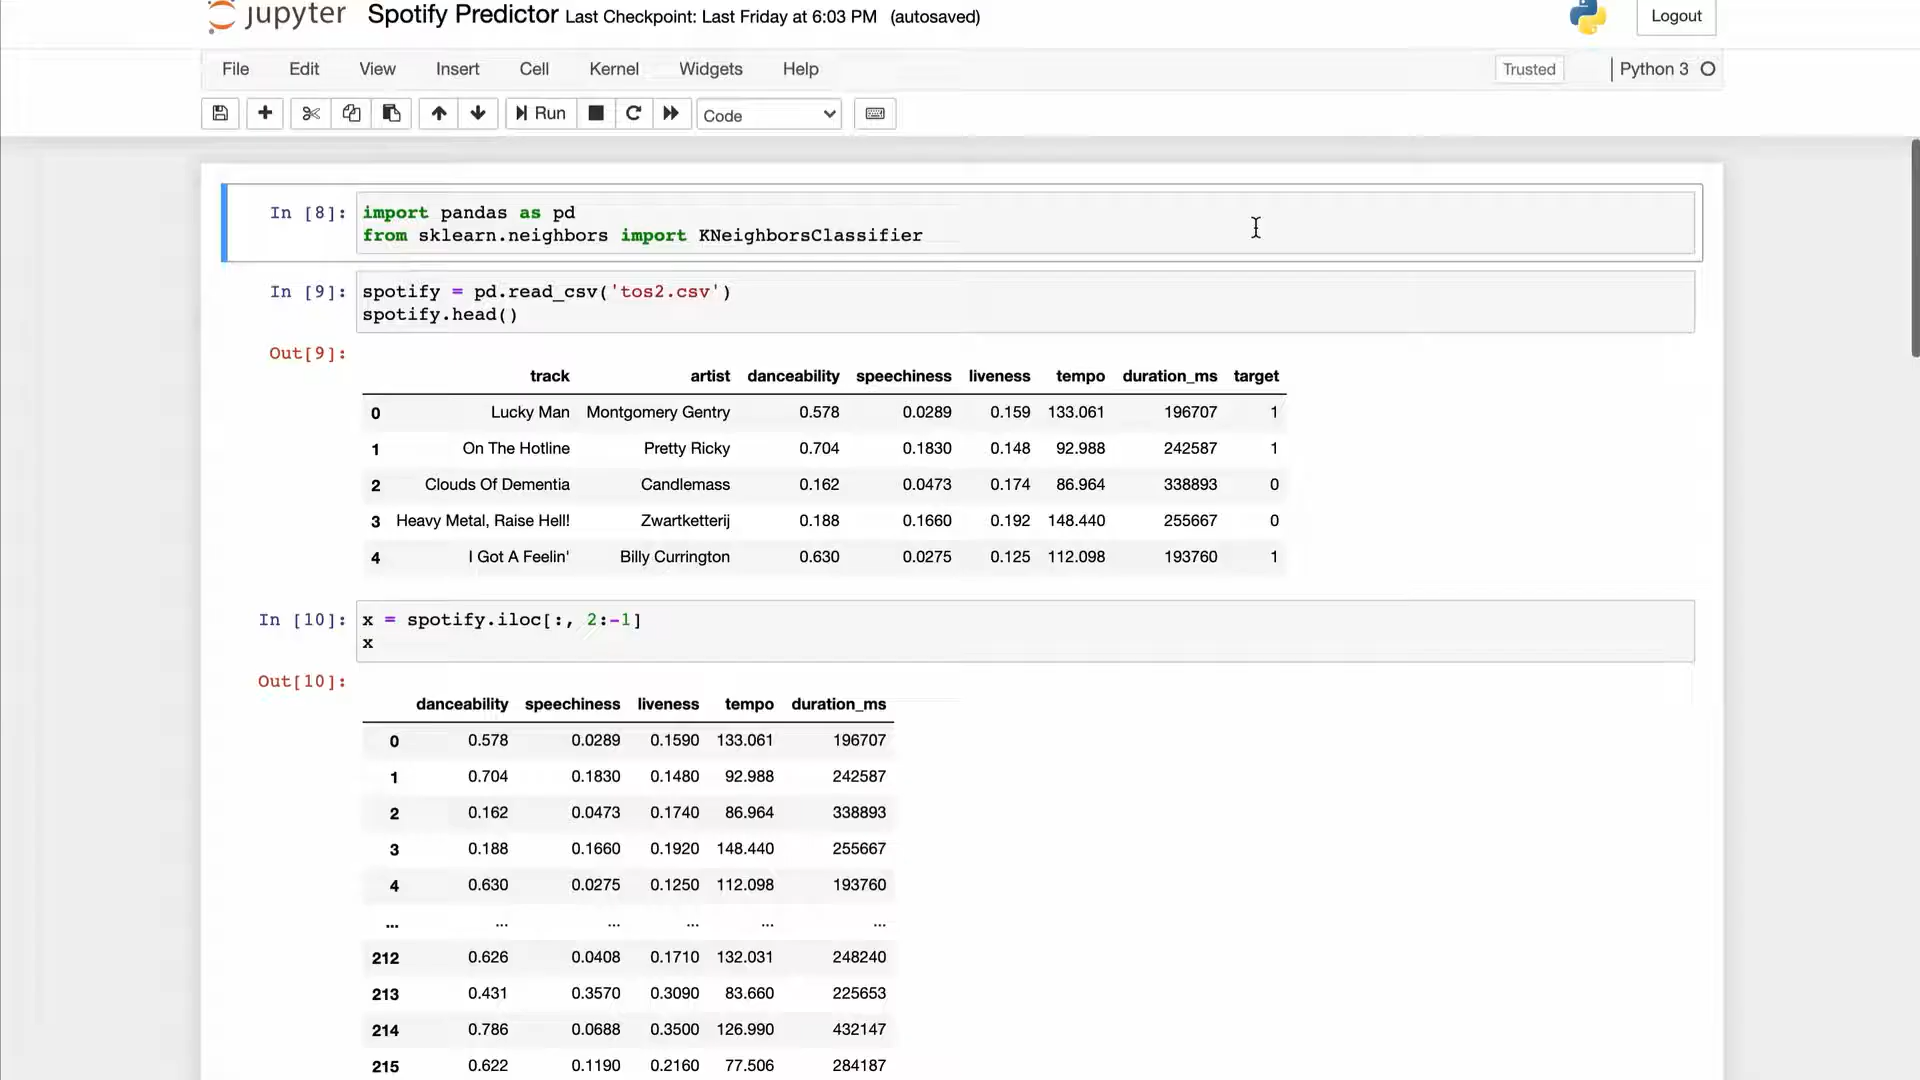 jupyter Spotify Predictor Last Checkpoint: Last Friday at 6:03 PM (autosaved) Logout
File Edit View Insert Cell Kernel Widgets Help Trusted Python 3
Run Code
In [8]: import pandas as pd
from sklearn.neighbors import KNeighborsClassifier
In [9]: spotify = pd.read_csv('tos2.csv')
spotify.head()
Out[9]:
track artist danceability speechiness liveness tempo duration_ms target
0 Lucky Man Montgomery Gentry 0.578 0.0289 0.159 133.061 196707 1
1 On The Hotline Pretty Ricky 0.704 0.1830 0.148 92.988 242587 1
2 Clouds Of Dementia Candlemass 0.162 0.0473 0.174 86.964 338893 0
3 Heavy Metal, Raise Hell! Zwartketterij 0.188 0.1660 0.192 148.440 255667 0
4 I Got A Feelin' Billy Currington 0.630 0.0275 0.125 112.098 193760 1
In [10]: x = spotify.iloc[:, 2:-1]
x
Out[10]:
danceability speechiness liveness tempo duration_ms
0 0.578 0.0289 0.1590 133.061 196707
1 0.704 0.1830 0.1480 92.988 242587
2 0.162 0.0473 0.1740 86.964 338893
3 0.188 0.1660 0.1920 148.440 255667
4 0.630 0.0275 0.1250 112.098 193760
... ... ... ... ... ...
212 0.626 0.0408 0.1710 132.031 248240
213 0.431 0.3570 0.3090 83.660 225653
214 0.786 0.0688 0.3500 126.990 432147
215 0.622 0.1190 0.2160 77.506 284187